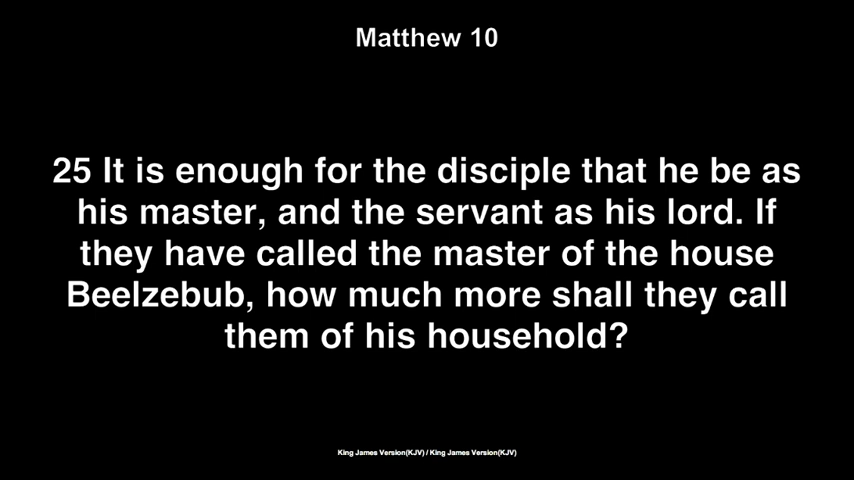 Matthew 10
25 It is enough for the disciple that he be as
his master, and the servant as his lord. If
they have called the master of the house
Beelzebub, how much more shall they call
them of his household?
King James Version(KJV) / King James Version(KJV)